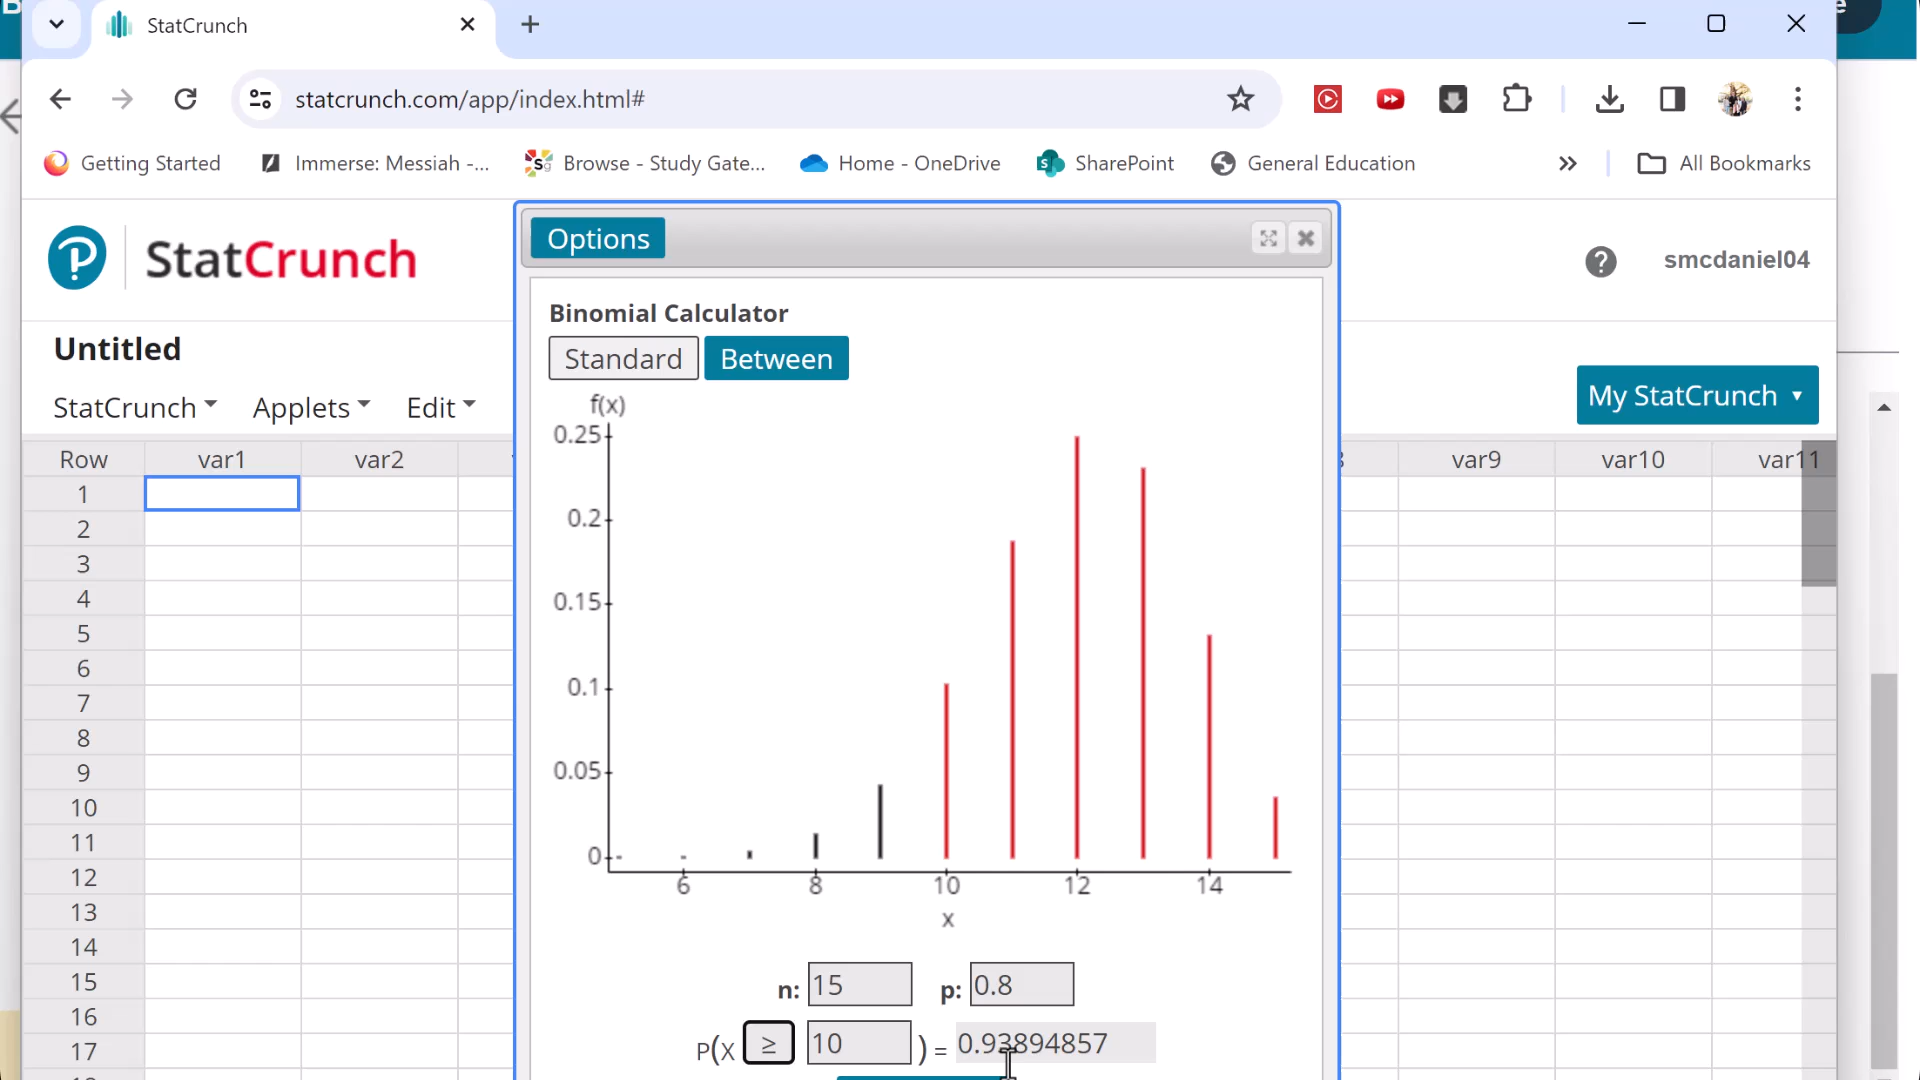 StatCrunch
statcrunch.com/app/index.html#
Getting Started Immerse: Messiah -... Browse - Study Gate... Home - OneDrive SharePoint General Education All Bookmarks
StatCrunch
smcdaniel04
Untitled
StatCrunch Applets Edit
My StatCrunch
Options
Binomial Calculator
Standard Between
f(x)
0.25
0.2
0.15
0.1
0.05
0
6 8 10 12 14
x
n: 15 p: 0.8
P(X ≥ 10 ) = 0.93894857
Row var1 var2 var9 var10 var11
1
2
3
4
5
6
7
8
9
10
11
12
13
14
15
16
17